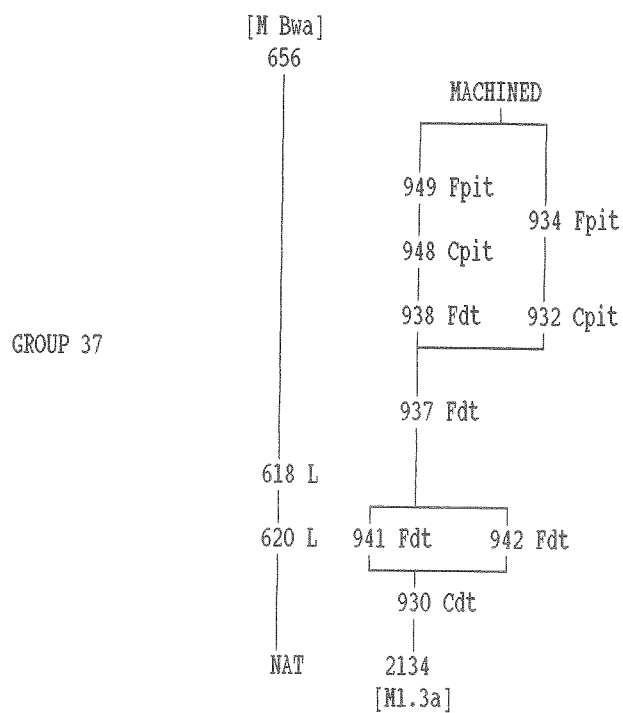 [M Bwa]
656
MACHINED
949 Fpit
934 Fpit
948 Cpit
938 Fdt 932 Cpit
GROUP 37
937 Fdt
618 L
620 L 941 Fdt 942 Fdt
930 Cdt
NAT 2134
[M1.3a]